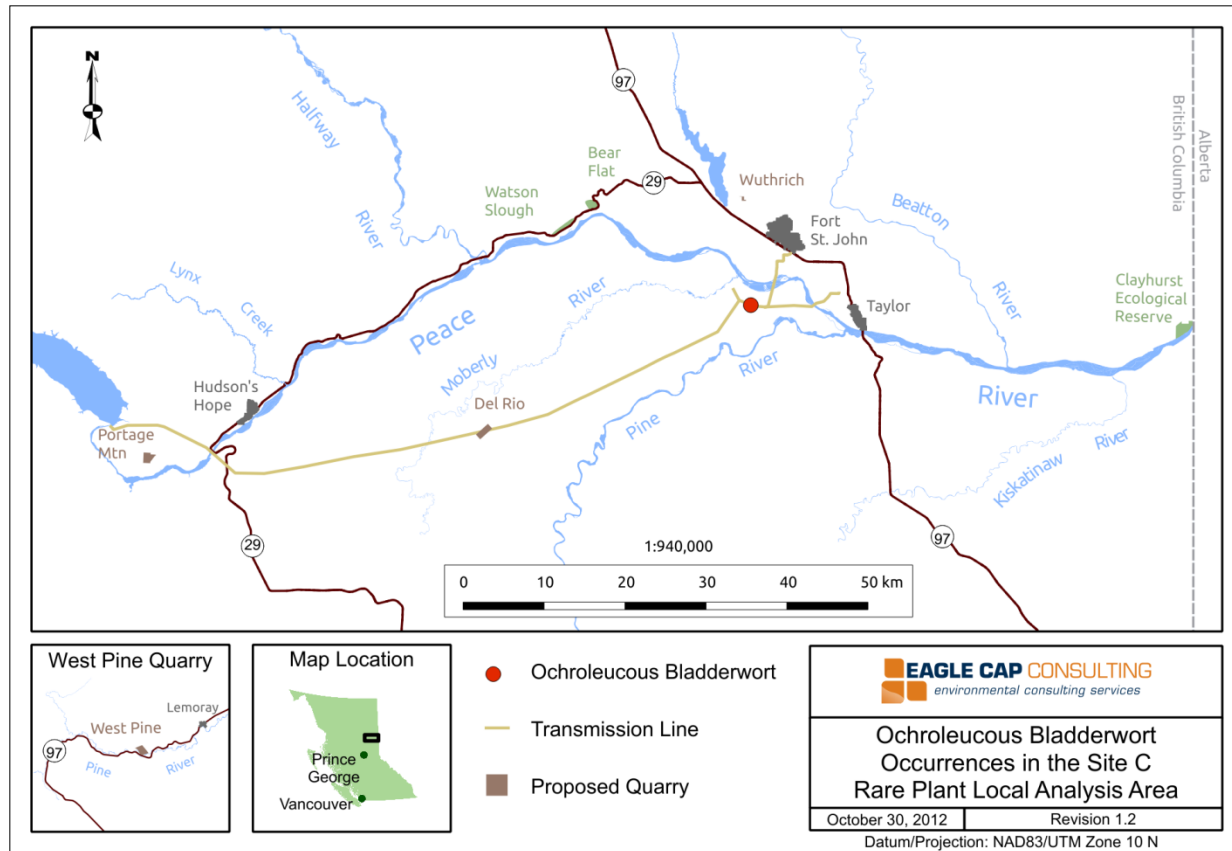 N
97
Halfway
River
Bear
Flat
29
Watson
Slough
Wuthrich
Fort
St. John
Beatton
River
British Columbia
Alberta
Clayhurst
Ecological
Reserve
Lynx
Creek
Peace
River
Moberly
River
Taylor
Hudson's
Hope
Portage
Mtn
Del Rio
Pine
River
Kiskatinaw
River
29
97
1:940,000
0 10 20 30 40 50 km
West Pine Quarry
Lemoray
West Pine
97
Pine
River
Map Location
Prince
George
Vancouver
Ochroleucous Bladderwort
Transmission Line
Proposed Quarry
EAGLE CAP CONSULTING
environmental consulting services
Ochroleucous Bladderwort
Occurrences in the Site C
Rare Plant Local Analysis Area
October 30, 2012 Revision 1.2
Datum/Projection: NAD83/UTM Zone 10 N